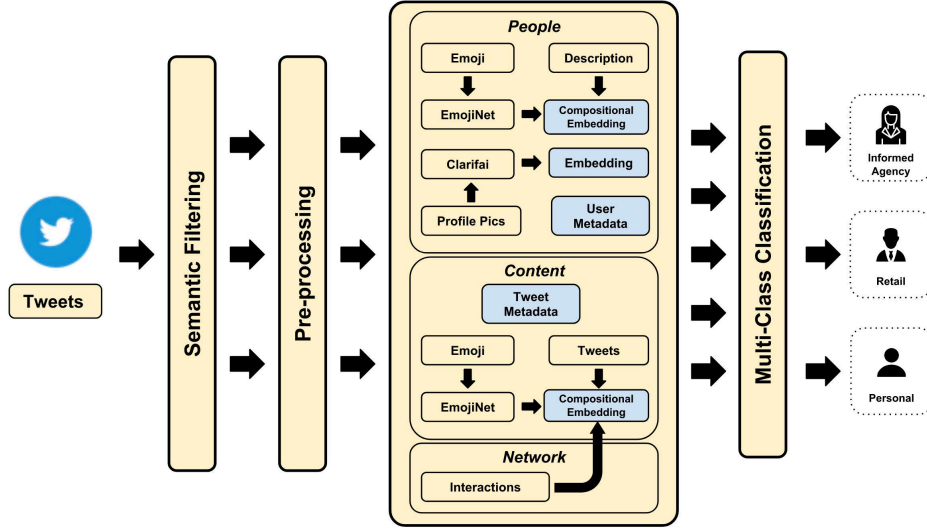 Tweets
Semantic Filtering
Pre-processing
People
Emoji
Description
EmojiNet
Compositional
Embedding
Clarifai
Embedding
Profile Pics
User
Metadata
Content
Tweet
Metadata
Emoji
Tweets
EmojiNet
Compositional
Embedding
Network
Interactions
Multi-Class Classification
Informed
Agency
Retail
Personal